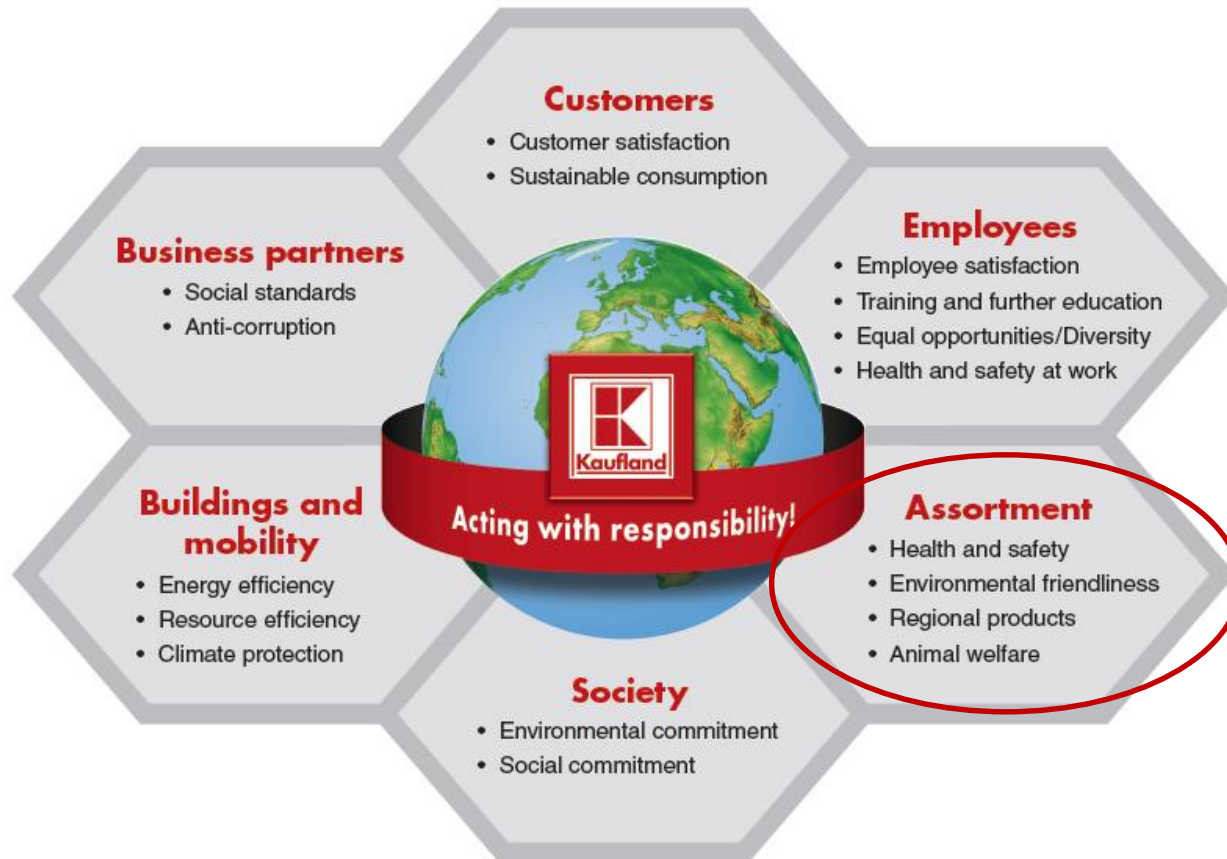 Customers
• Customer satisfaction
• Sustainable consumption
Business partners
• Social standards
• Anti-corruption
Employees
• Employee satisfaction
• Training and further education
• Equal opportunities/Diversity
• Health and safety at work
Kaufland
Acting with responsibility!
Buildings and
mobility
• Energy efficiency
• Resource efficiency
• Climate protection
Assortment
• Health and safety
• Environmental friendliness
• Regional products
• Animal welfare
Society
• Environmental commitment
• Social commitment